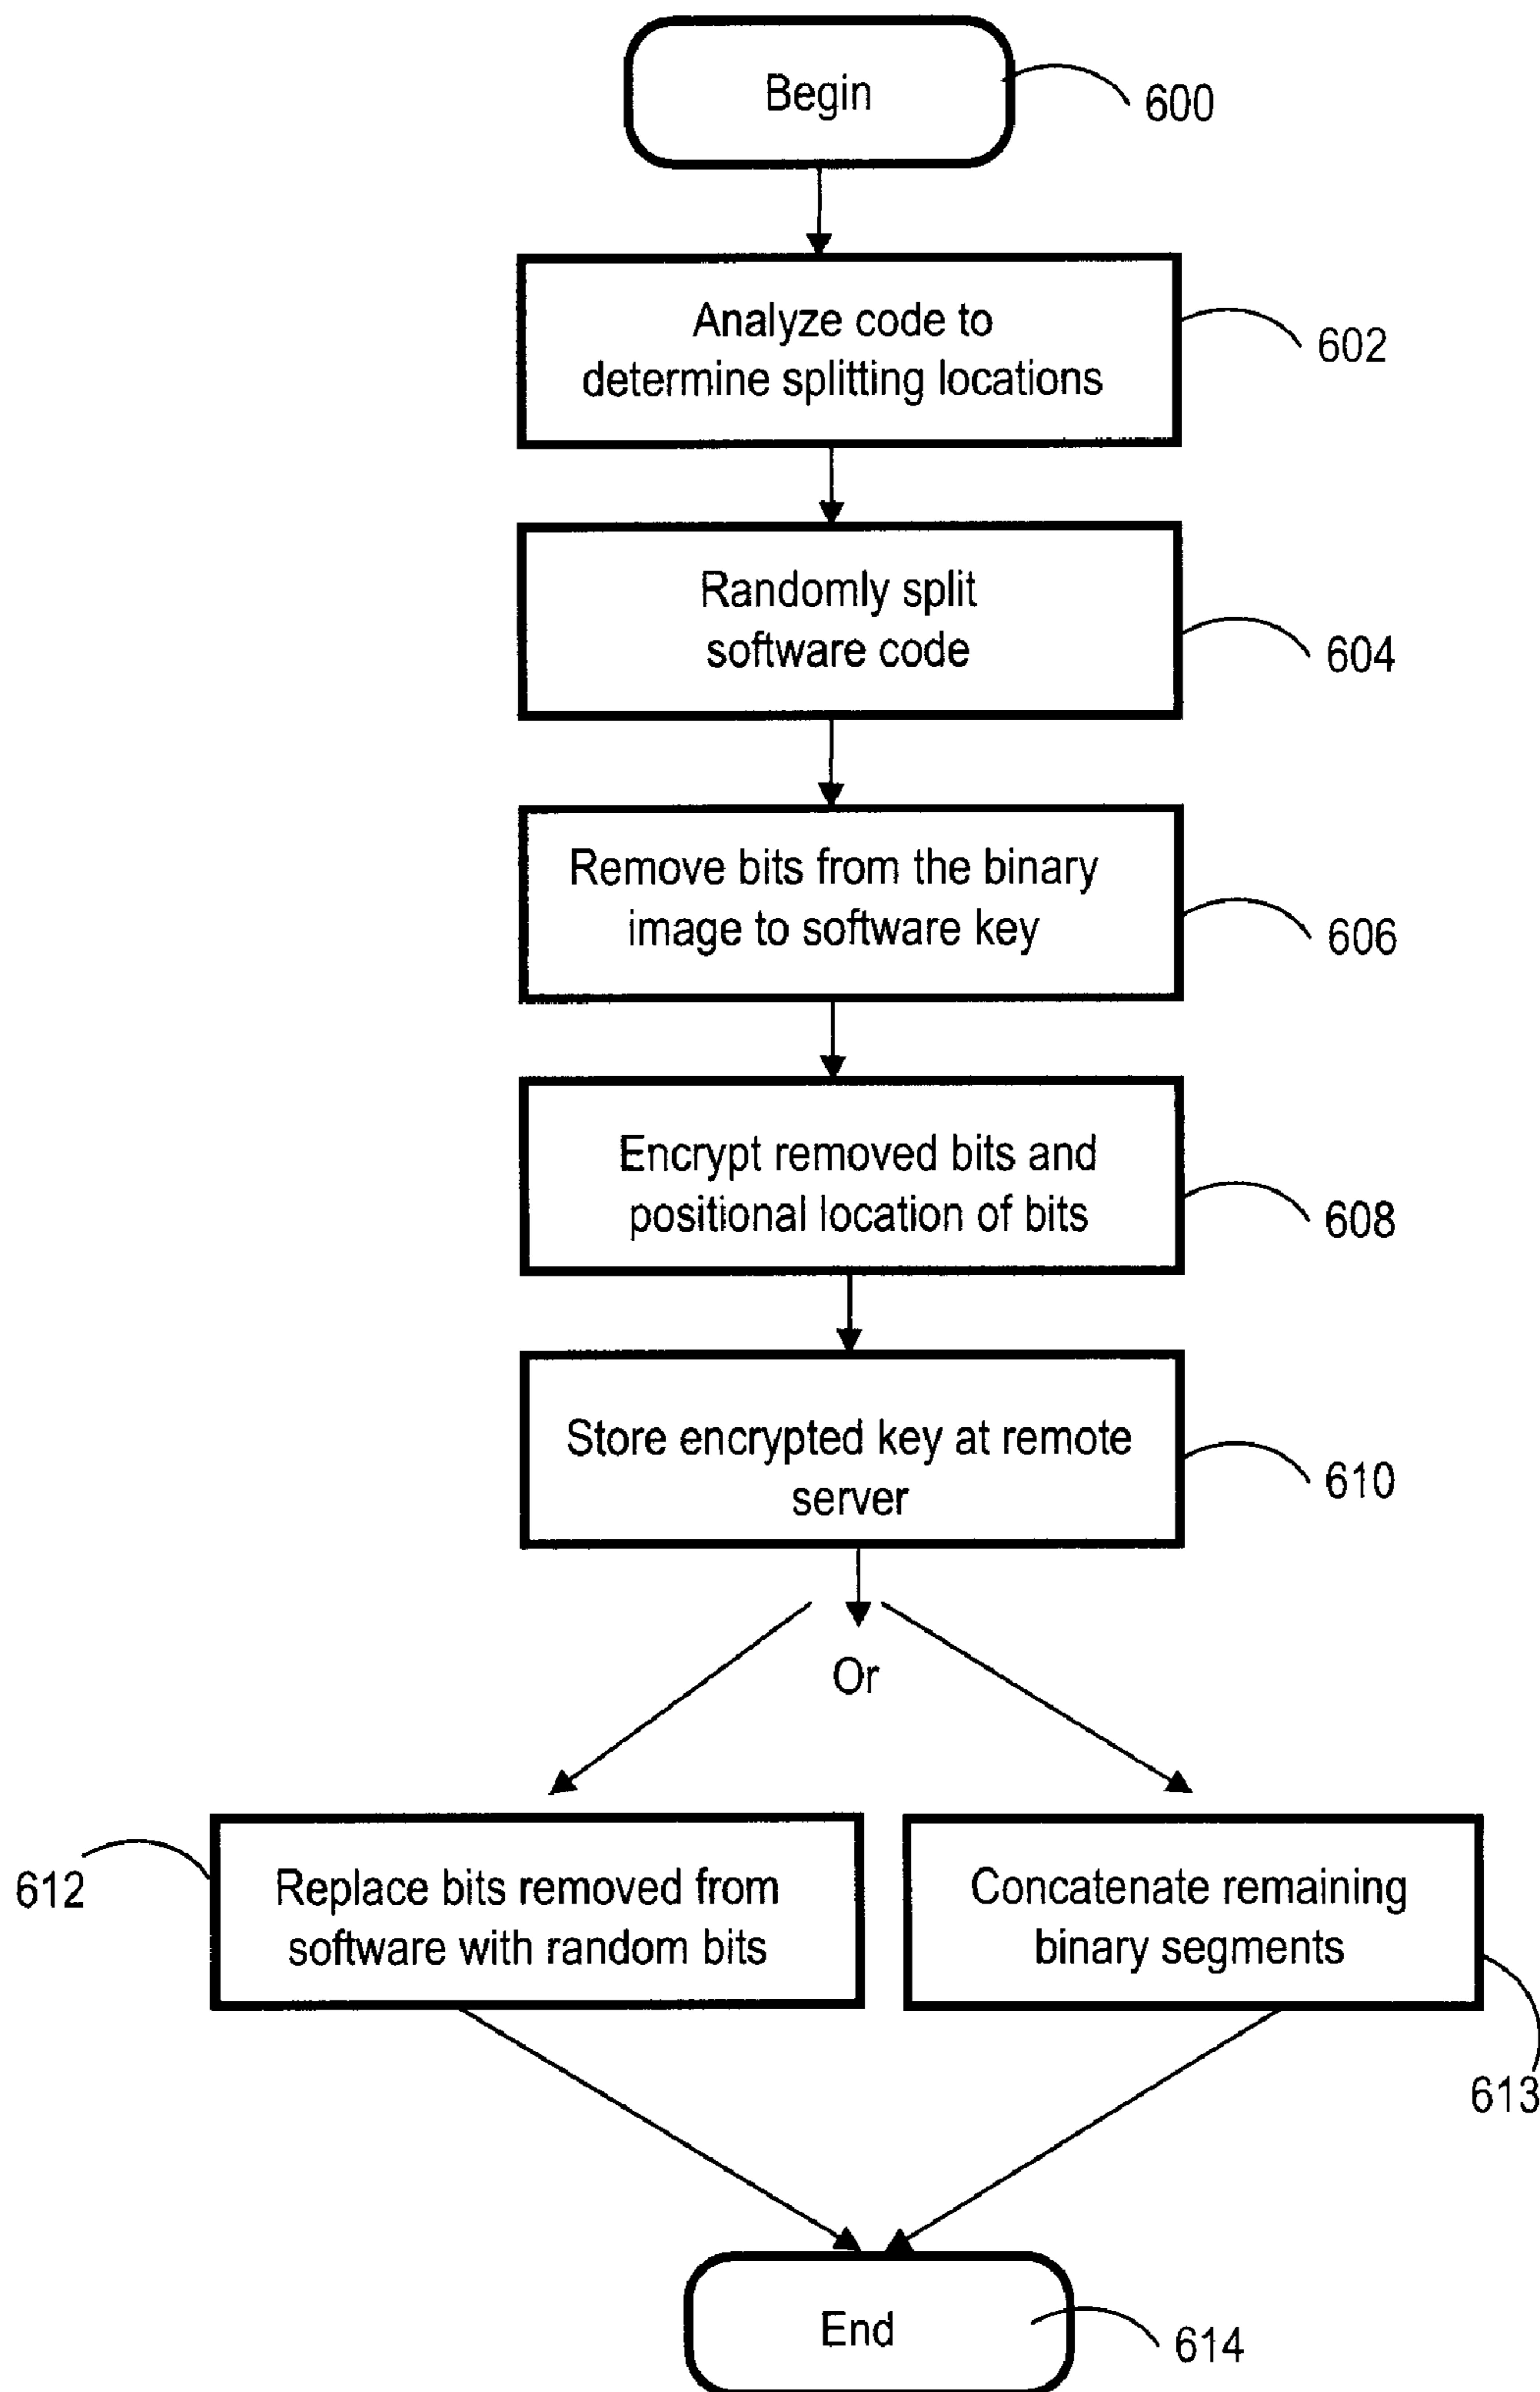 Begin
600
Analyze code to
determine splitting locations
602
Randomly split
software code
604
Remove bits from the binary
image to software key
606
Encrypt removed bits and
positional location of bits
608
Store encrypted key at remote
server
610
Or
612
Replace bits removed from
software with random bits
Concatenate remaining
binary segments
613
End
614